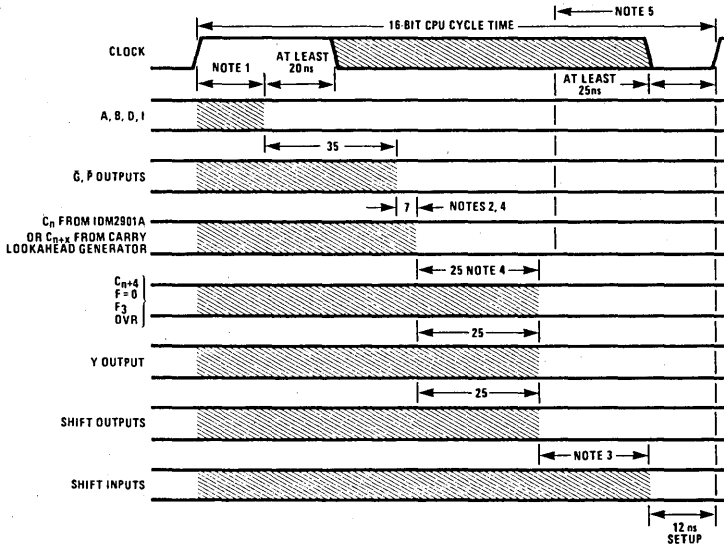 NOTE 5
16-BIT CPU CYCLE TIME
CLOCK
NOTE 1
AT LEAST
20 ns
AT LEAST
25ns
A, B, D, I
35
G̅, P̅ OUTPUTS
7
NOTES 2, 4
Cn FROM IDM2901A
OR Cn+x FROM CARRY
LOOKAHEAD GENERATOR
25 NOTE 4
Cn+4
F = 0
F3
OVR
25
Y OUTPUT
25
SHIFT OUTPUTS
NOTE 3
SHIFT INPUTS
12 ns
SETUP